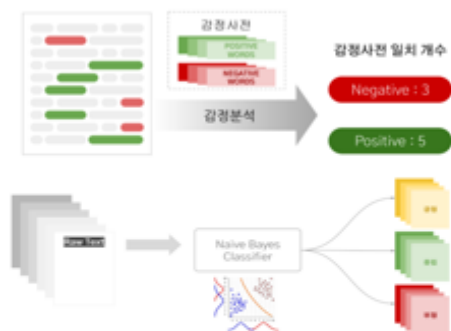 감정사전
POSITIVE
WORDS
NEGATIVE
WORDS
감정사전 일치 개수
Negative : 3
감정분석
Positive : 5
Raw Text
Naive Bayes
Classifier